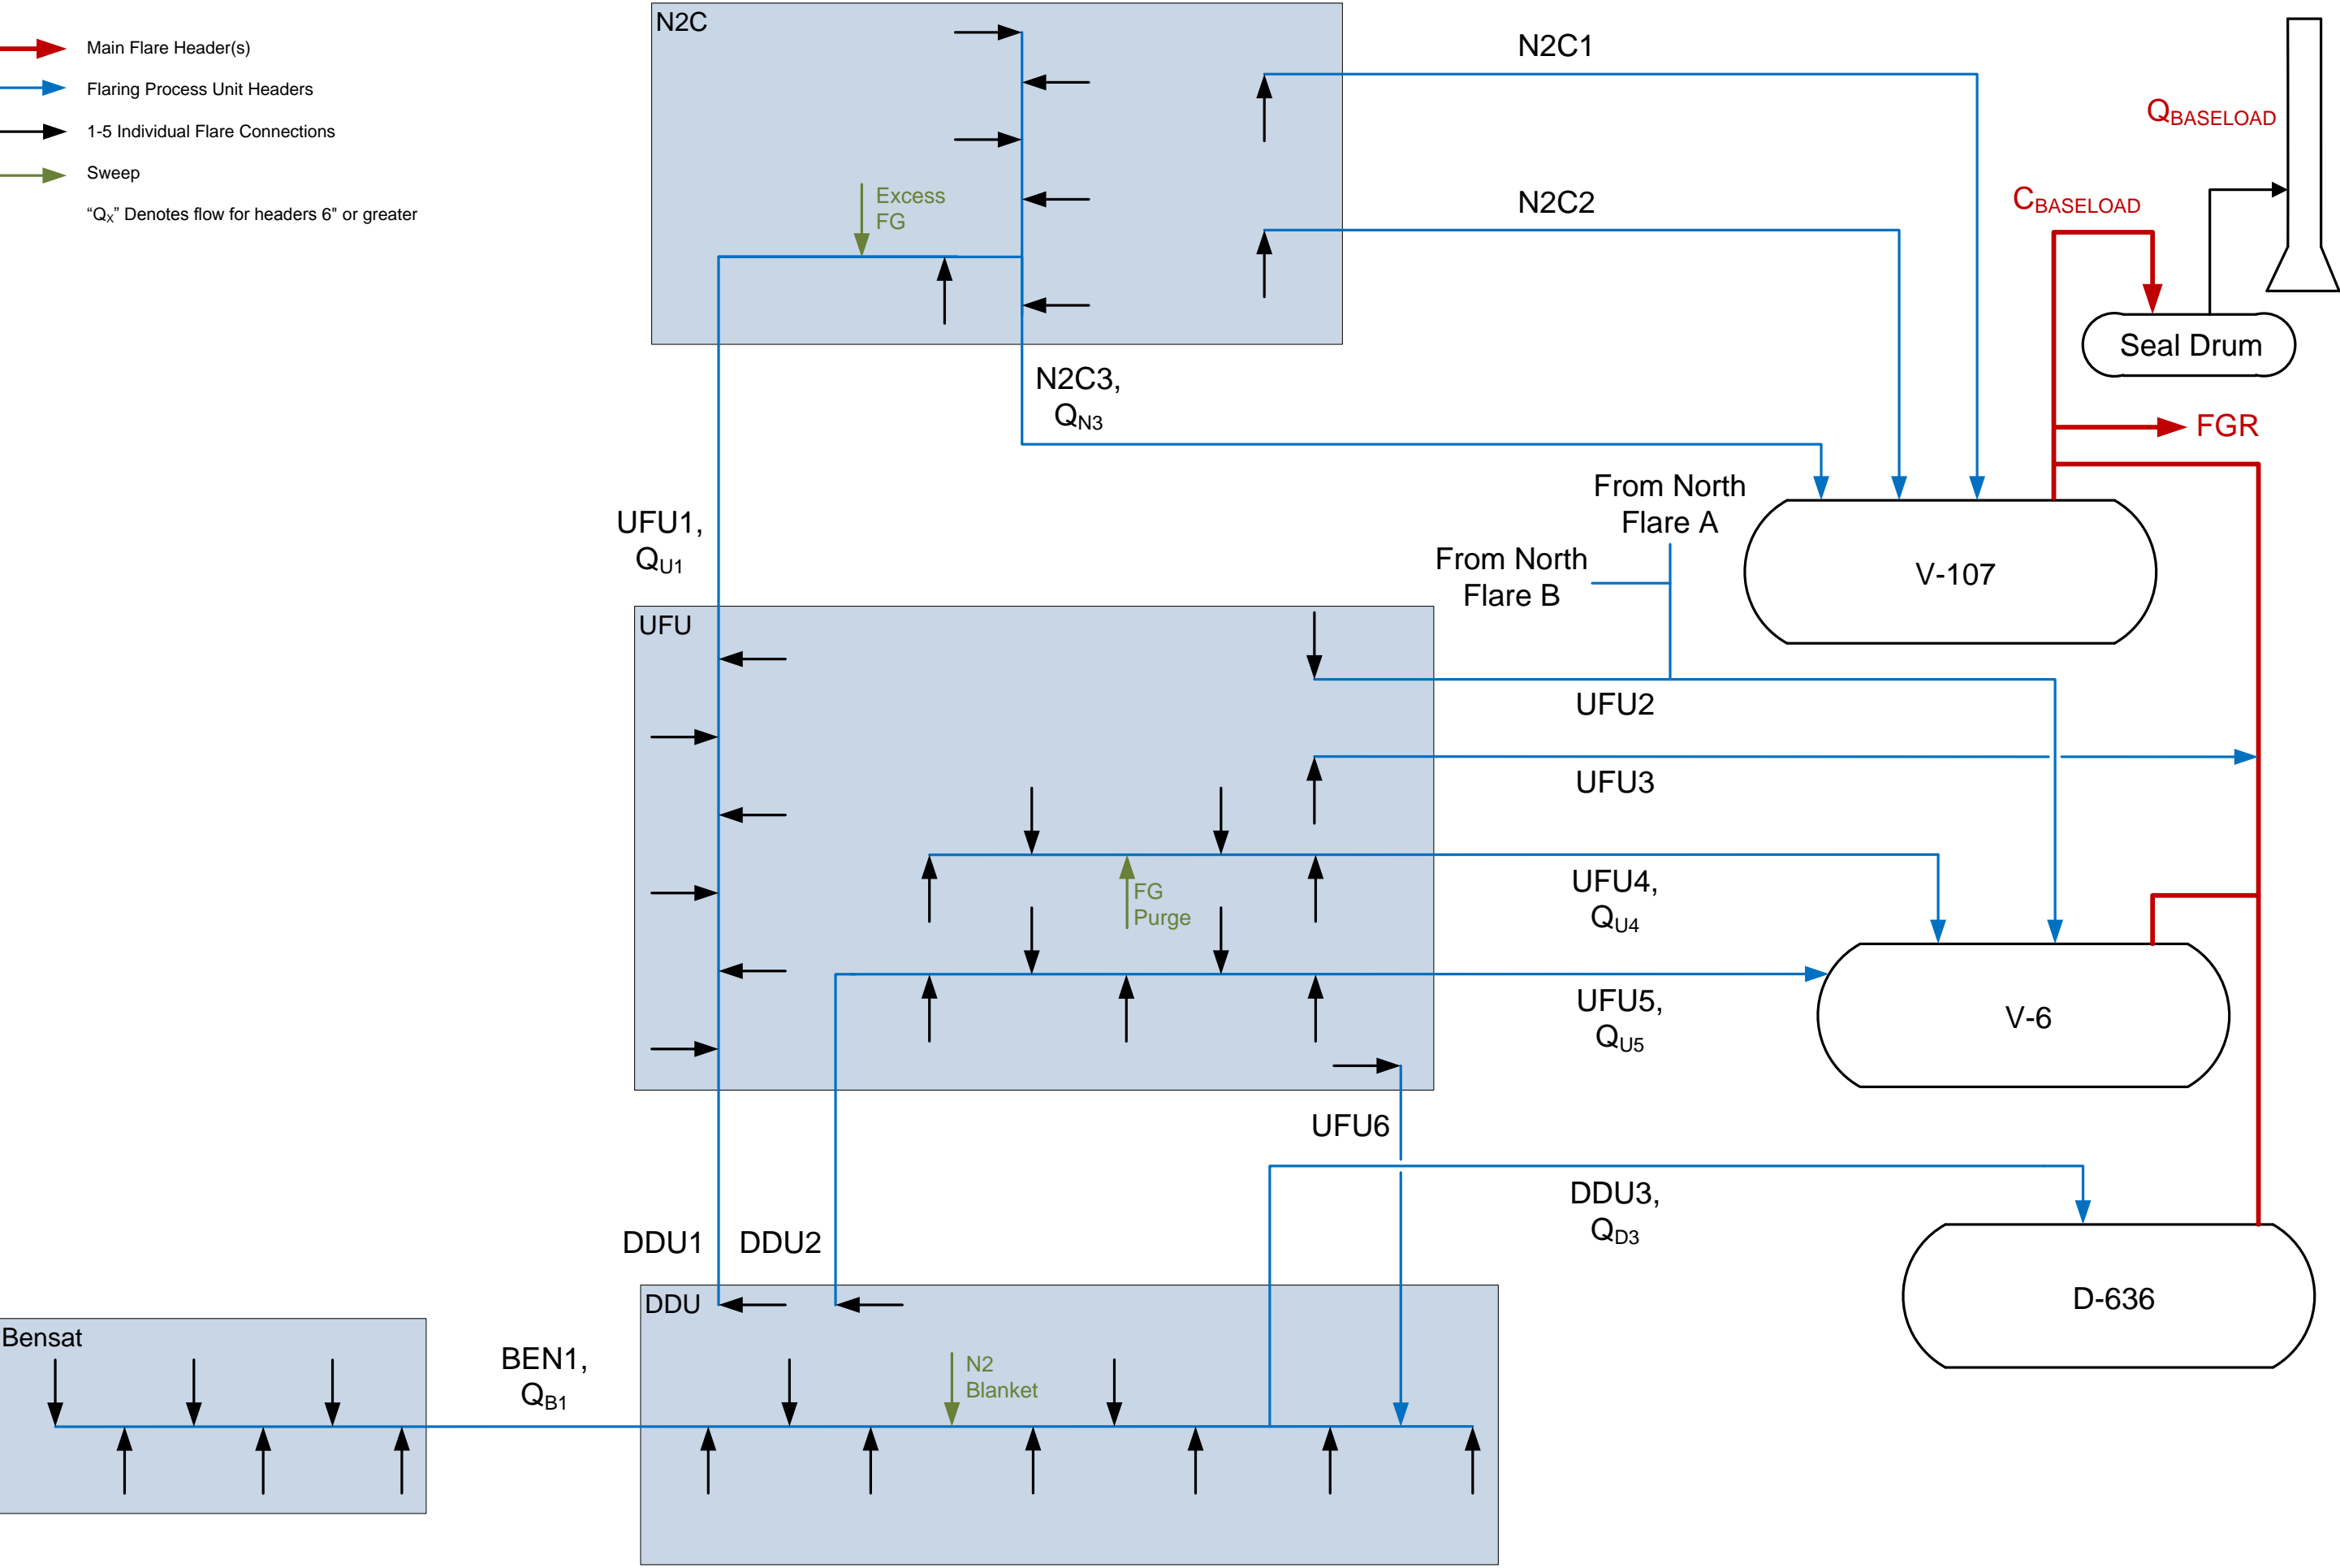 Main Flare Header(s)
Flaring Process Unit Headers
1-5 Individual Flare Connections
Sweep
“QX” Denotes flow for headers 6" or greater
N2C
Excess
FG
N2C1
N2C2
N2C3,
QN3
QBASELOAD
CBASELOAD
Seal Drum
FGR
From North
Flare A
From North
Flare B
V-107
UFU1,
QU1
UFU
UFU2
UFU3
FG
Purge
UFU4,
QU4
UFU5,
QU5
V-6
UFU6
DDU3,
QD3
D-636
DDU1
DDU2
DDU
N2
Blanket
Bensat
BEN1,
QB1